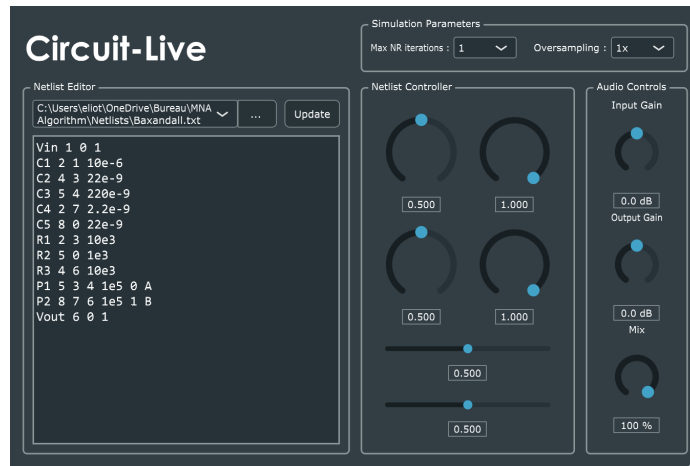 Circuit-Live
Simulation Parameters
Max NR iterations : 1
Oversampling : 1x
Netlist Editor
C:\Users\eliot\OneDrive\Bureau\MNA
Algorithm\Netlists\Baxandall.txt
...
Update
Vin 1 0 1
C1 2 1 10e-6
C2 4 3 22e-9
C3 5 4 220e-9
C4 2 7 2.2e-9
C5 8 0 22e-9
R1 2 3 10e3
R2 5 0 1e3
R3 4 6 10e3
P1 5 3 4 1e5 0 A
P2 8 7 6 1e5 1 B
Vout 6 0 1
Netlist Controller
0.500
1.000
0.500
1.000
0.500
0.500
Audio Controls
Input Gain
0.0 dB
Output Gain
0.0 dB
Mix
100 %